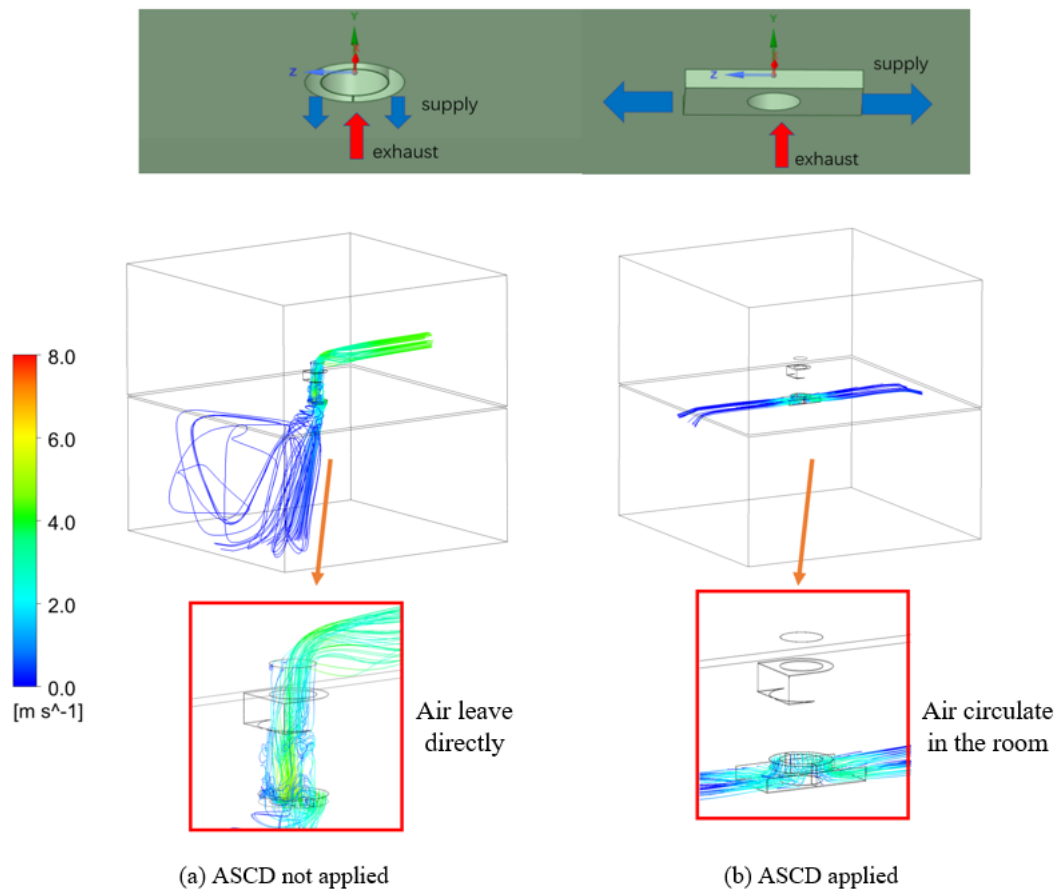 Y
X
Z
supply
exhaust
Y
Z
supply
exhaust
8.0
6.0
4.0
2.0
0.0
[m s^-1]
Air leave
directly
Air circulate
in the room
(a) ASCD not applied
(b) ASCD applied